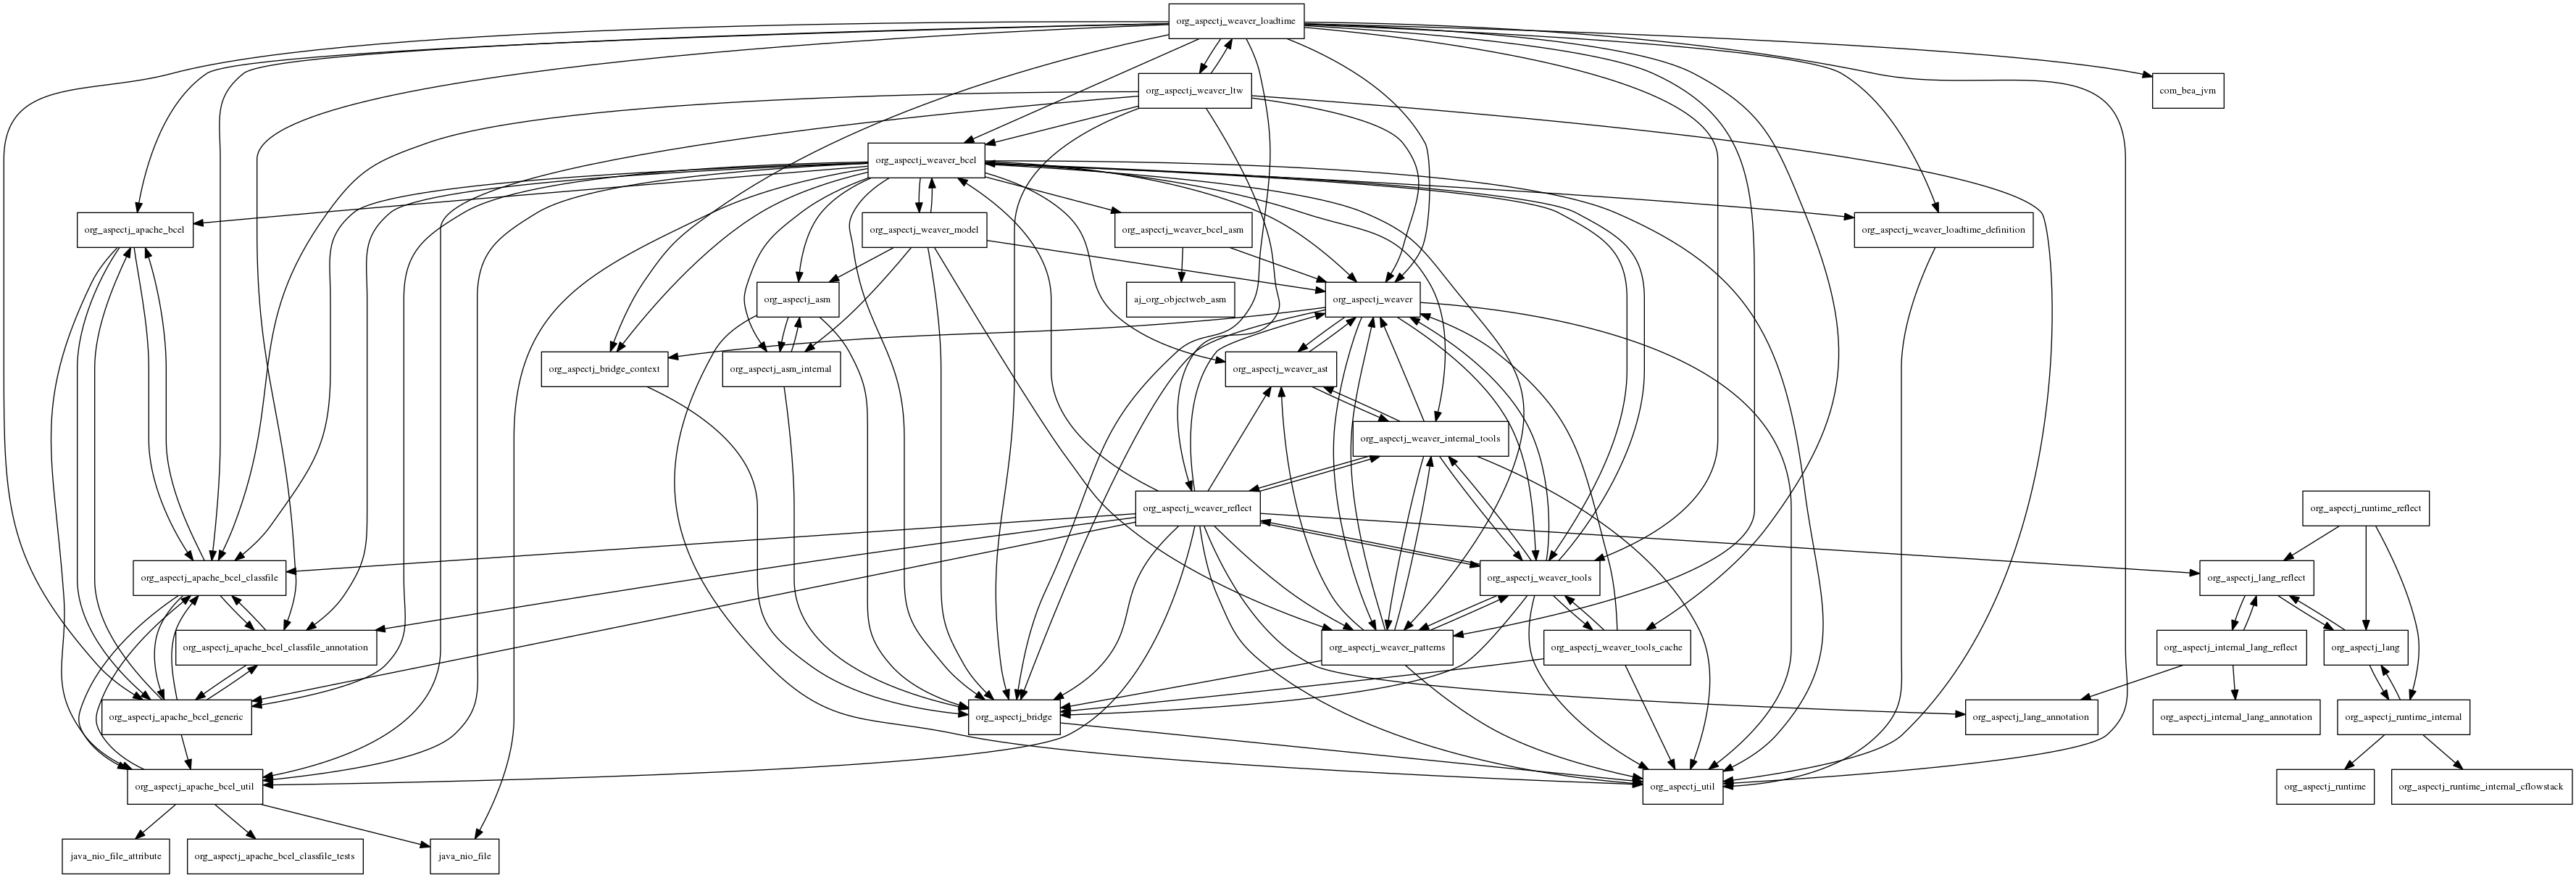 org_aspectj_weaver_loadtime
org_aspectj_weaver_ltw
com_bea_jvm
org_aspectj_weaver_bcel
org_aspectj_apache_bcel
org_aspectj_weaver_model
org_aspectj_weaver_bcel_asm
org_aspectj_weaver_loadtime_definition
org_aspectj_asm
aj_org_objectweb_asm
org_aspectj_weaver
org_aspectj_bridge_context
org_aspectj_asm_internal
org_aspectj_weaver_ast
org_aspectj_weaver_internal_tools
org_aspectj_weaver_reflect
org_aspectj_runtime_reflect
org_aspectj_apache_bcel_classfile
org_aspectj_weaver_tools
org_aspectj_lang_reflect
org_aspectj_apache_bcel_classfile_annotation
org_aspectj_weaver_patterns
org_aspectj_weaver_tools_cache
org_aspectj_internal_lang_reflect
org_aspectj_lang
org_aspectj_apache_bcel_generic
org_aspectj_bridge
org_aspectj_lang_annotation
org_aspectj_internal_lang_annotation
org_aspectj_runtime_internal
org_aspectj_apache_bcel_util
org_aspectj_util
org_aspectj_runtime
org_aspectj_runtime_internal_cflowstack
java_nio_file_attribute
org_aspectj_apache_bcel_classfile_tests
java_nio_file